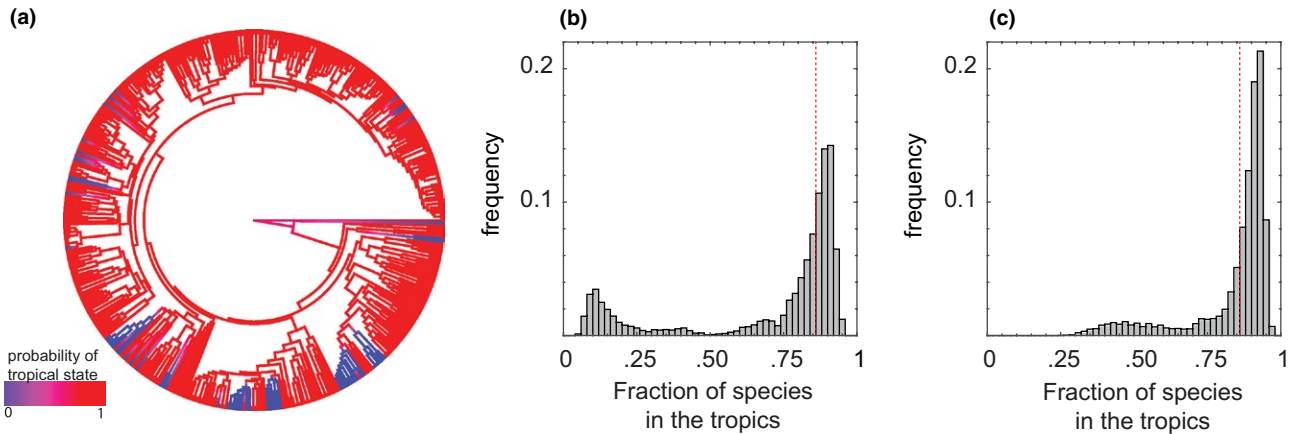 (a)
probability of
tropical state
0 1
(b)
0.2
0.1
frequency
0 .25 .50 .75 1
Fraction of species
in the tropics
(c)
0.2
0.1
frequency
0 .25 .50 .75 1
Fraction of species
in the tropics